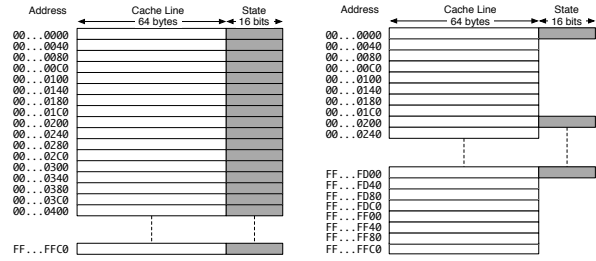 Address Cache Line State
64 bytes 16 bits
00...0000
00...0040
00...0080
00...00C0
00...0100
00...0140
00...0180
00...01C0
00...0200
00...0240
00...0280
00...02C0
00...0300
00...0340
00...0380
00...03C0
00...0400
FF...FFC0
Address Cache Line State
64 bytes 16 bits
00...0000
00...0040
00...0080
00...00C0
00...0100
00...0140
00...0180
00...01C0
00...0200
00...0240
FF...FD00
FF...FD40
FF...FD80
FF...FDC0
FF...FF00
FF...FF40
FF...FF80
FF...FFC0